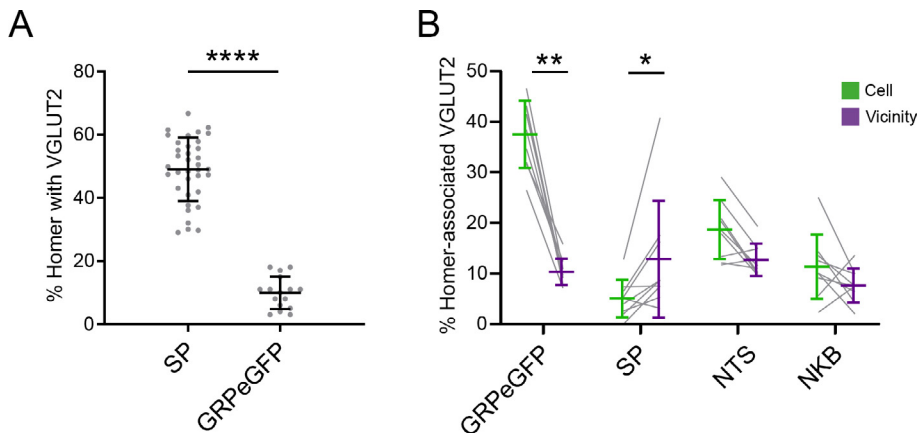 A
****
80
60
40
20
0
% Homer with VGLUT2
SP
GRPeGFP
B
**
*
50
40
30
20
10
0
% Homer-associated VGLUT2
Cell
Vicinity
GRPeGFP
SP
NTS
NKB